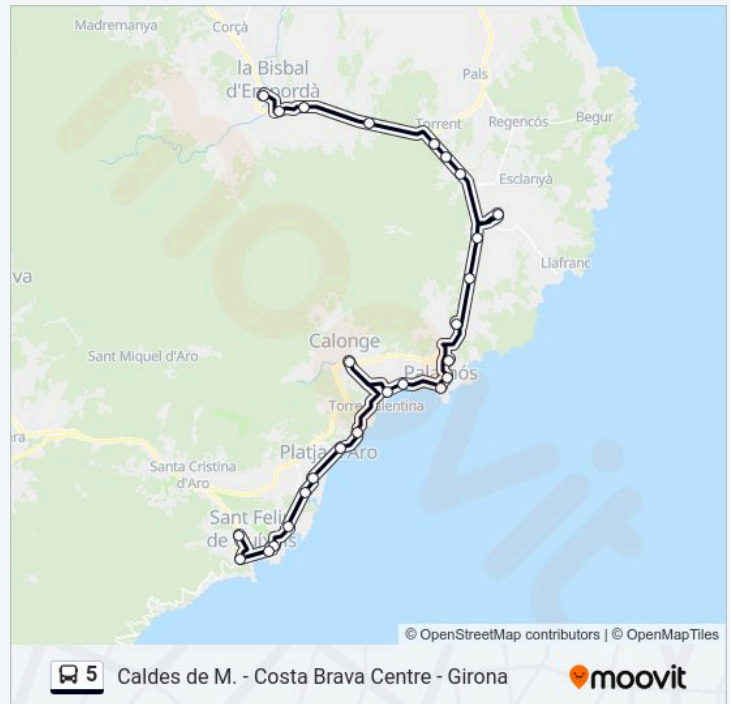 Madremanya
Corçà
la Bisbal
d'Empordà
Pals
Torrent
Regencós
Begur
Esclanyà
va
Llafranc
Calonge
Sant Miquel d'Aro
Palamós
Torre Valentina
era
Platja d'Aro
Santa Cristina
d'Aro
Sant Feliu
de Guíxols
moovit
© OpenStreetMap contributors | © OpenMapTiles
5 Caldes de M. - Costa Brava Centre - Girona
moovit